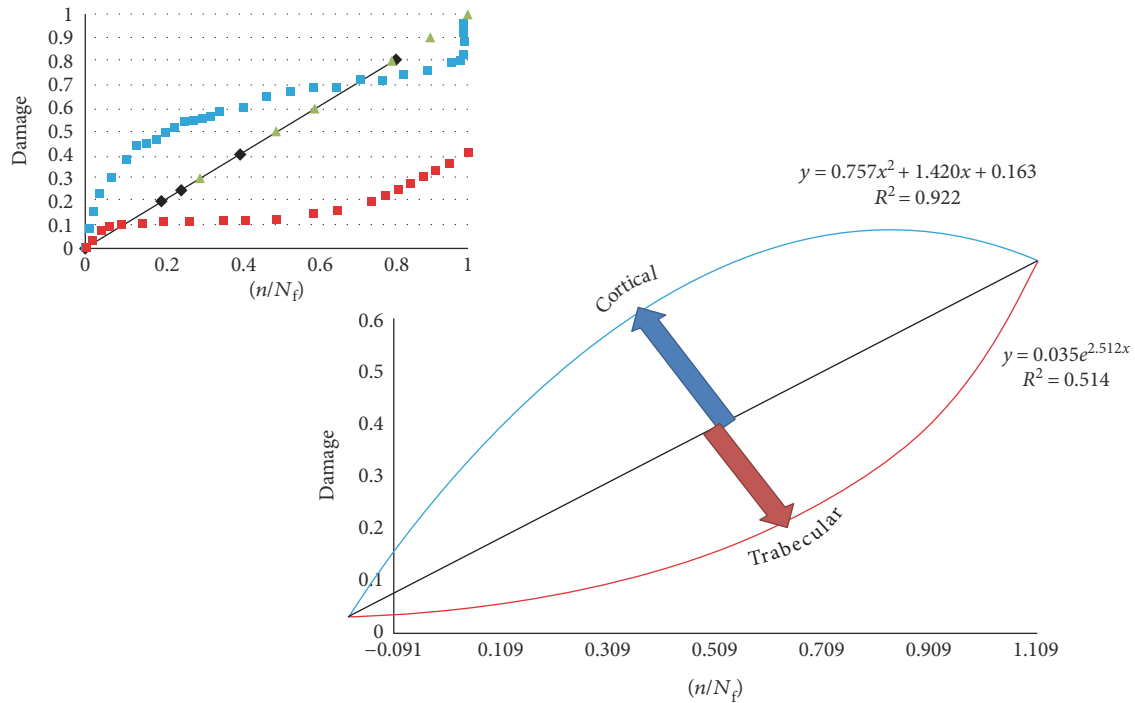 1
0.9
0.8
0.7
0.6
0.5
0.4
0.3
0.2
0.1
0
Damage
0 0.2 0.4 0.6 0.8 1
(n/Nf)
y = 0.757x² + 1.420x + 0.163
R² = 0.922
Cortical
y = 0.035e^2.512x
R² = 0.514
Trabecular
0.6
0.5
0.4
0.3
0.2
0.1
0
Damage
−0.091 0.109 0.309 0.509 0.709 0.909 1.109
(n/Nf)